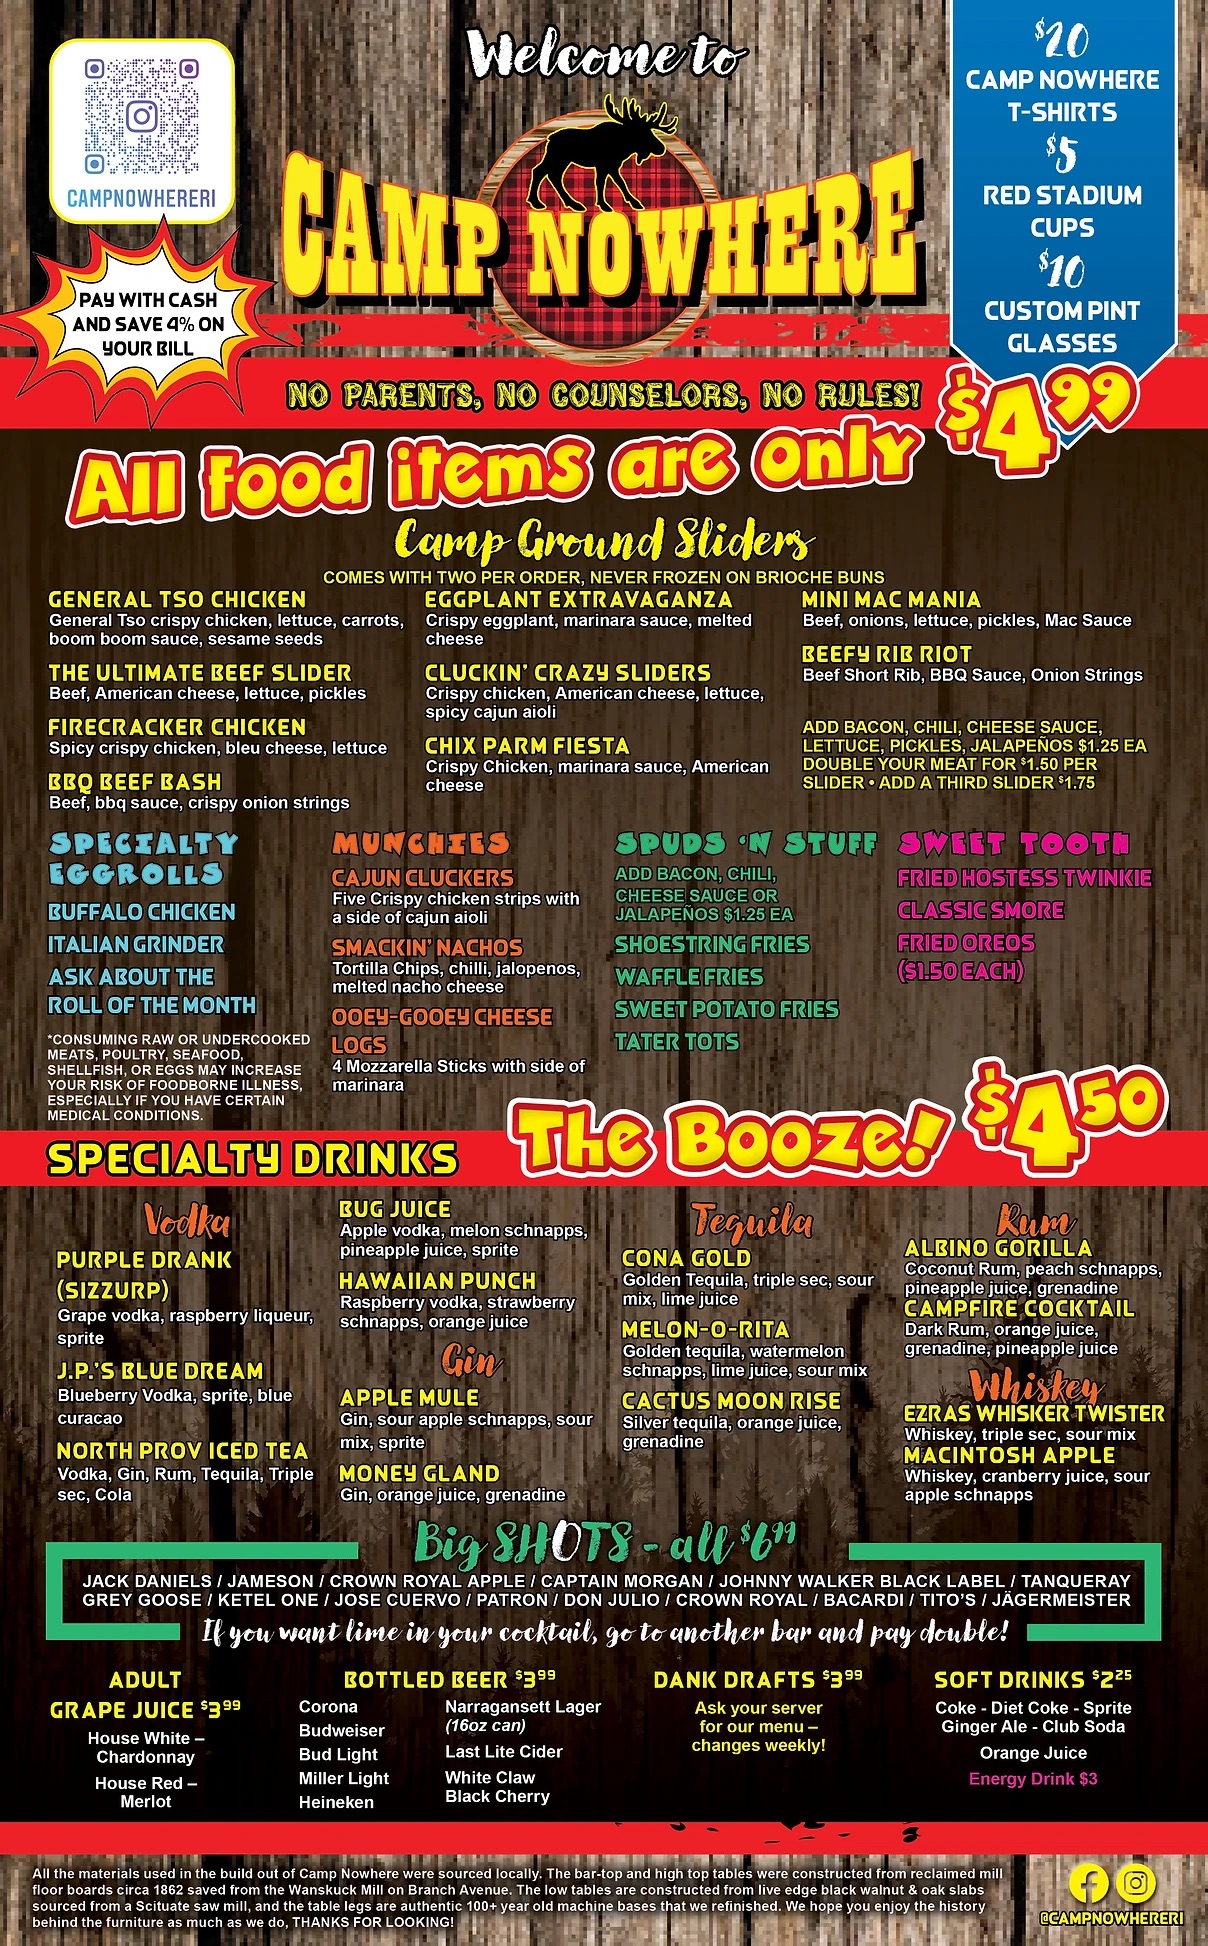 Welcome to
CAMP NOWHERE
CAMPNOWHERERI
PAY WITH CASH
AND SAVE 4% ON
YOUR BILL
$20
CAMP NOWHERE
T-SHIRTS
$5
RED STADIUM
CUPS
$10
CUSTOM PINT
GLASSES
NO PARENTS, NO COUNSELORS, NO RULES!
All food items are only $4.99
Camp Ground Sliders
COMES WITH TWO PER ORDER, NEVER FROZEN ON BRIOCHE BUNS
GENERAL TSO CHICKEN
General Tso crispy chicken, lettuce, carrots,
boom boom sauce, sesame seeds
THE ULTIMATE BEEF SLIDER
Beef, American cheese, lettuce, pickles
FIRECRACKER CHICKEN
Spicy crispy chicken, bleu cheese, lettuce
BBQ BEEF BASH
Beef, bbq sauce, crispy onion strings
EGGPLANT EXTRAVAGANZA
Crispy eggplant, marinara sauce, melted
cheese
CLUCKIN' CRAZY SLIDERS
Crispy chicken, American cheese, lettuce,
spicy cajun aioli
CHIX PARM FIESTA
Crispy Chicken, marinara sauce, American
cheese
MINI MAC MANIA
Beef, onions, lettuce, pickles, Mac Sauce
BEEFY RIB RIOT
Beef Short Rib, BBQ Sauce, Onion Strings
ADD BACON, CHILI, CHEESE SAUCE,
LETTUCE, PICKLES, JALAPEÑOS $1.25 EA
DOUBLE YOUR MEAT FOR $1.50 PER
SLIDER • ADD A THIRD SLIDER $1.75
SPECIALTY
EGGROLLS
BUFFALO CHICKEN
ITALIAN GRINDER
ASK ABOUT THE
ROLL OF THE MONTH
*CONSUMING RAW OR UNDERCOOKED
MEATS, POULTRY, SEAFOOD,
SHELLFISH, OR EGGS MAY INCREASE
YOUR RISK OF FOODBORNE ILLNESS,
ESPECIALLY IF YOU HAVE CERTAIN
MEDICAL CONDITIONS.
MUNCHIES
CAJUN CLUCKERS
Five Crispy chicken strips with
a side of cajun aioli
SMACKIN' NACHOS
Tortilla Chips, chilli, jalopenos,
melted nacho cheese
OOEY-GOOEY CHEESE
LOGS
4 Mozzarella Sticks with side of
marinara
SPUDS 'N STUFF
ADD BACON, CHILI,
CHEESE SAUCE OR
JALAPEÑOS $1.25 EA
SHOESTRING FRIES
WAFFLE FRIES
SWEET POTATO FRIES
TATER TOTS
SWEET TOOTH
FRIED HOSTESS TWINKIE
CLASSIC SMORE
FRIED OREOS
($1.50 EACH)
SPECIALTY DRINKS
The Booze! $4.50
Vodka
PURPLE DRANK
(SIZZURP)
Grape vodka, raspberry liqueur,
sprite
J.P.'S BLUE DREAM
Blueberry Vodka, sprite, blue
curacao
NORTH PROV ICED TEA
Vodka, Gin, Rum, Tequila, Triple
sec, Cola
BUG JUICE
Apple vodka, melon schnapps,
pineapple juice, sprite
HAWAIIAN PUNCH
Raspberry vodka, strawberry
schnapps, orange juice
Gin
APPLE MULE
Gin, sour apple schnapps, sour
mix, sprite
MONEY GLAND
Gin, orange juice, grenadine
Tequila
CONA GOLD
Golden Tequila, triple sec, sour
mix, lime juice
MELON-O-RITA
Golden tequila, watermelon
schnapps, lime juice, sour mix
CACTUS MOON RISE
Silver tequila, orange juice,
grenadine
Rum
ALBINO GORILLA
Coconut Rum, peach schnapps,
pineapple juice, grenadine
CAMPFIRE COCKTAIL
Dark Rum, orange juice,
grenadine, pineapple juice
Whiskey
EZRAS WHISKER TWISTER
Whiskey, triple sec, sour mix
MACINTOSH APPLE
Whiskey, cranberry juice, sour
apple schnapps
Big SHOTS - all $6.99
JACK DANIELS / JAMESON / CROWN ROYAL APPLE / CAPTAIN MORGAN / JOHNNY WALKER BLACK LABEL / TANQUERAY
GREY GOOSE / KETEL ONE / JOSE CUERVO / PATRON / DON JULIO / CROWN ROYAL / BACARDI / TITO'S / JÄGERMEISTER
If you want lime in your cocktail, go to another bar and pay double!
ADULT
GRAPE JUICE $3.99
House White –
Chardonnay
House Red –
Merlot
BOTTLED BEER $3.99
Corona
Budweiser
Bud Light
Miller Light
Heineken
Narragansett Lager
(16oz can)
Last Lite Cider
White Claw
Black Cherry
DANK DRAFTS $3.99
Ask your server
for our menu –
changes weekly!
SOFT DRINKS $2.25
Coke - Diet Coke - Sprite
Ginger Ale - Club Soda
Orange Juice
Energy Drink $3
All the materials used in the build out of Camp Nowhere were sourced locally. The bar-top and high top tables were constructed from reclaimed mill
floor boards circa 1862 saved from the Wanskuck Mill on Branch Avenue. The low tables are constructed from live edge black walnut & oak slabs
sourced from a Scituate saw mill, and the table legs are authentic 100+ year old machine bases that we refinished. We hope you enjoy the history
behind the furniture as much as we do, THANKS FOR LOOKING!
@CAMPNOWHERERI